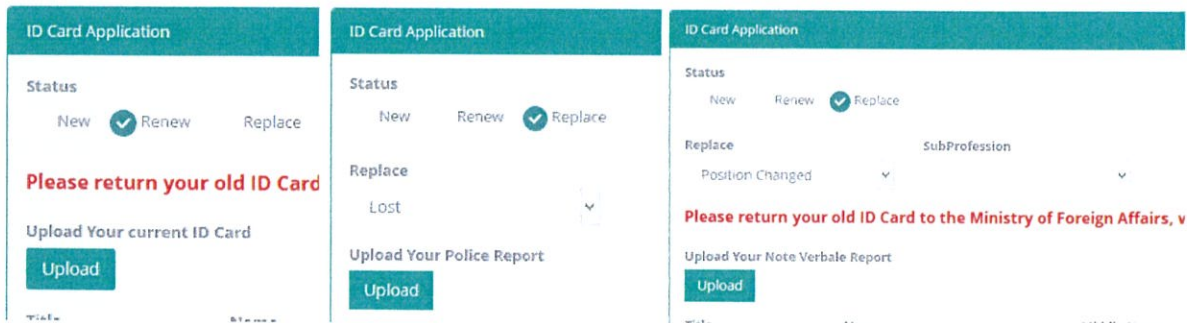 ID Card Application
Status
New Renew Replace
Please return your old ID Card
Upload Your current ID Card
Upload
Title
ID Card Application
Status
New Renew Replace
Replace
Lost
Upload Your Police Report
Upload
ID Card Application
Status
New Renew Replace
Replace SubProfession
Position Changed
Please return your old ID Card to the Ministry of Foreign Affairs,
Upload Your Note Verbale Report
Upload